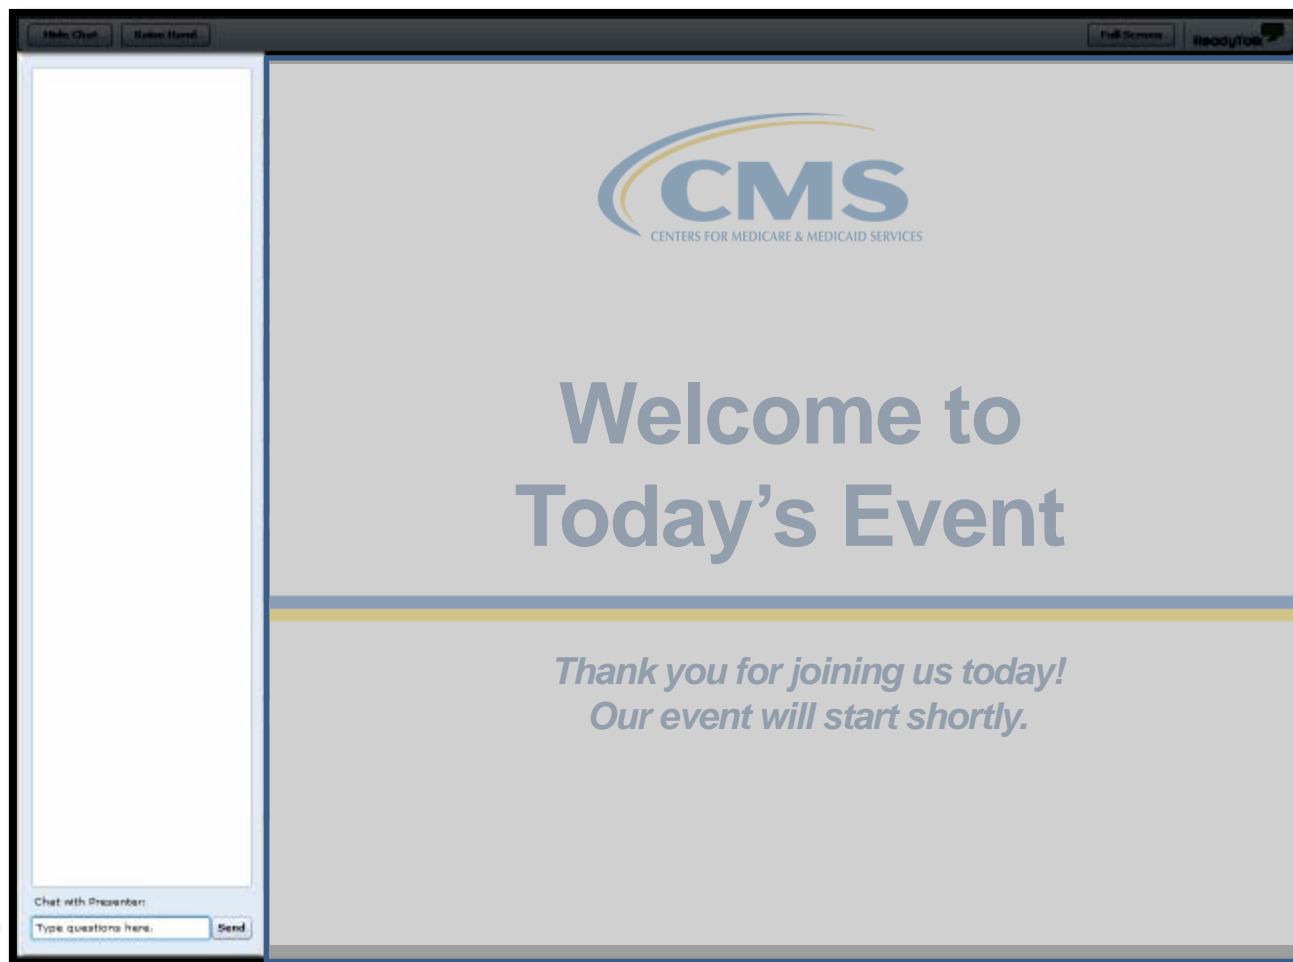 Hide Chat
Raise Hand
Full Screen
ReadyTalk
CMS
CENTERS FOR MEDICARE & MEDICAID SERVICES
Welcome to
Today’s Event
Thank you for joining us today!
Our event will start shortly.
Chat with Presenter:
Type questions here.
Send